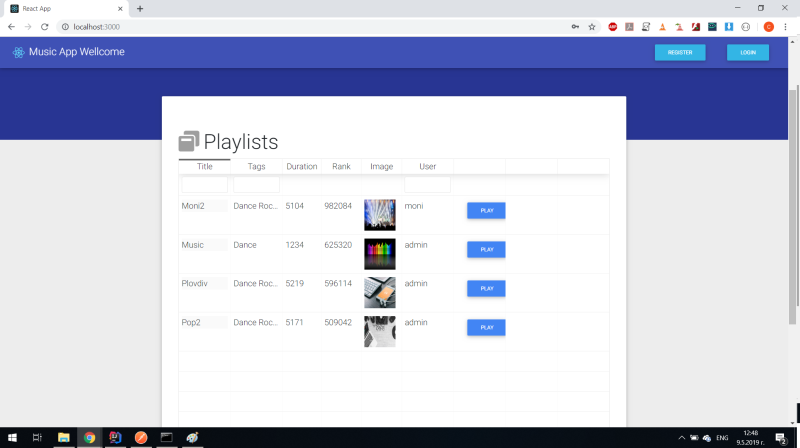 React App
localhost:3000
Music App Wellcome
REGISTER
LOGIN
Playlists
Title Tags Duration Rank Image User
Moni2 Dance Roc... 5104 982084 moni PLAY
Music Dance 1234 625320 admin PLAY
Plovdiv Dance Roc... 5219 596114 admin PLAY
Pop2 Dance Roc... 5171 509042 admin PLAY
ENG
12:48
9.5.2019 г.